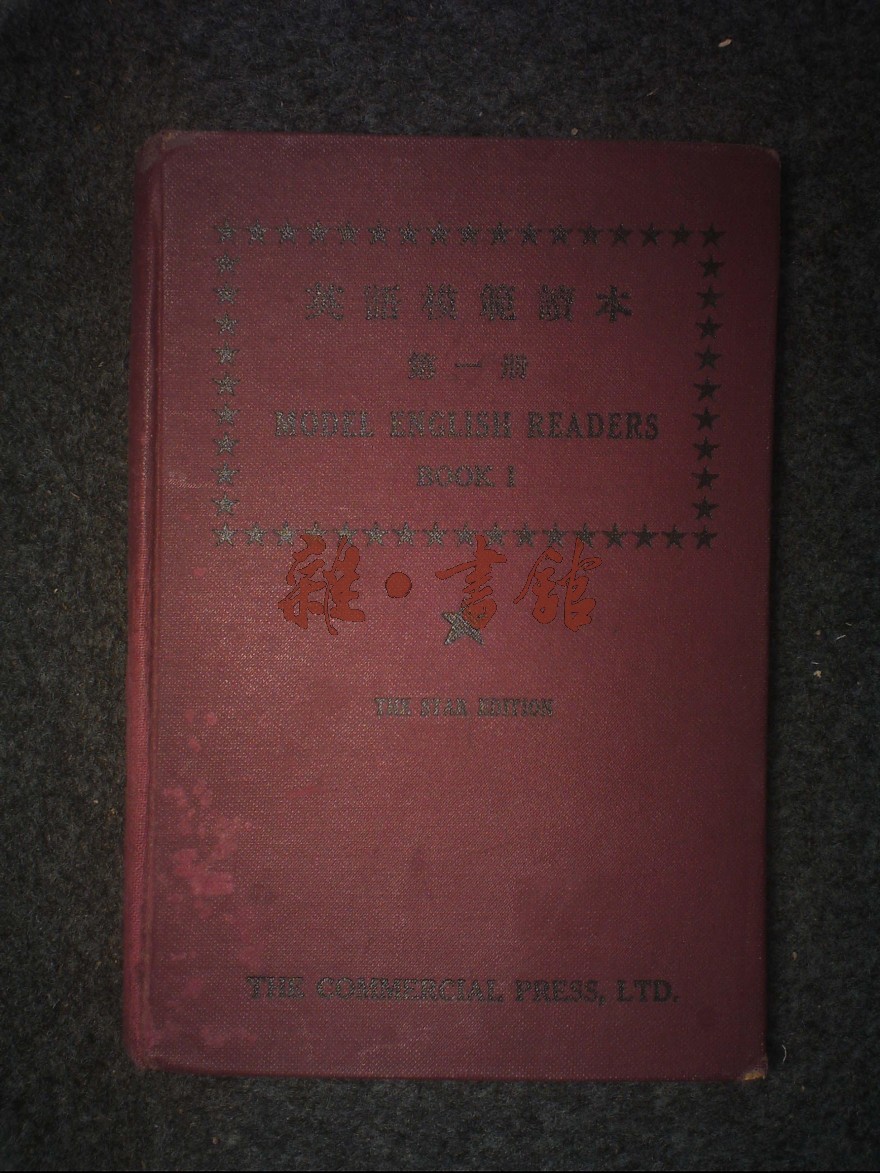 英語模範讀本
第一冊
MODEL ENGLISH READERS
BOOK I
雜·書館
THE STAR EDITION
THE COMMERCIAL PRESS, LTD.